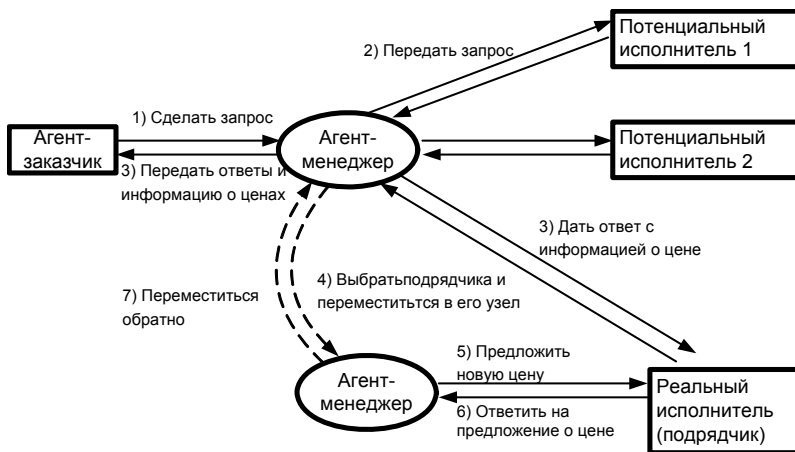 Потенциальный
исполнитель 1
2) Передать запрос
1) Сделать запрос
Агент-
заказчик
Агент-
менеджер
Потенциальный
исполнитель 2
3) Передать ответы и
информацию о ценах
3) Дать ответ с
информацией о цене
4) Выбратьподрядчика и
переместитьтся в его узел
7) Переместиться
обратно
5) Предложить
новую цену
Агент-
менеджер
6) Ответить на
предложение о цене
Реальный
исполнитель
(подрядчик)